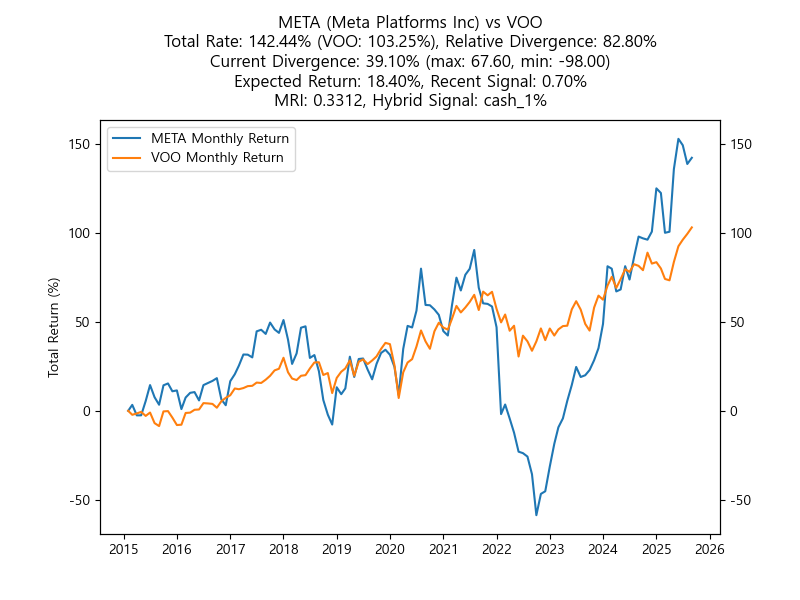 META (Meta Platforms Inc) vs VOO
Total Rate: 142.44% (VOO: 103.25%), Relative Divergence: 82.80%
Current Divergence: 39.10% (max: 67.60, min: -98.00)
Expected Return: 18.40%, Recent Signal: 0.70%
MRI: 0.3312, Hybrid Signal: cash_1%
META Monthly Return
VOO Monthly Return
Total Return (%)
150
100
50
0
-50
150
100
50
0
-50
2015 2016 2017 2018 2019 2020 2021 2022 2023 2024 2025 2026